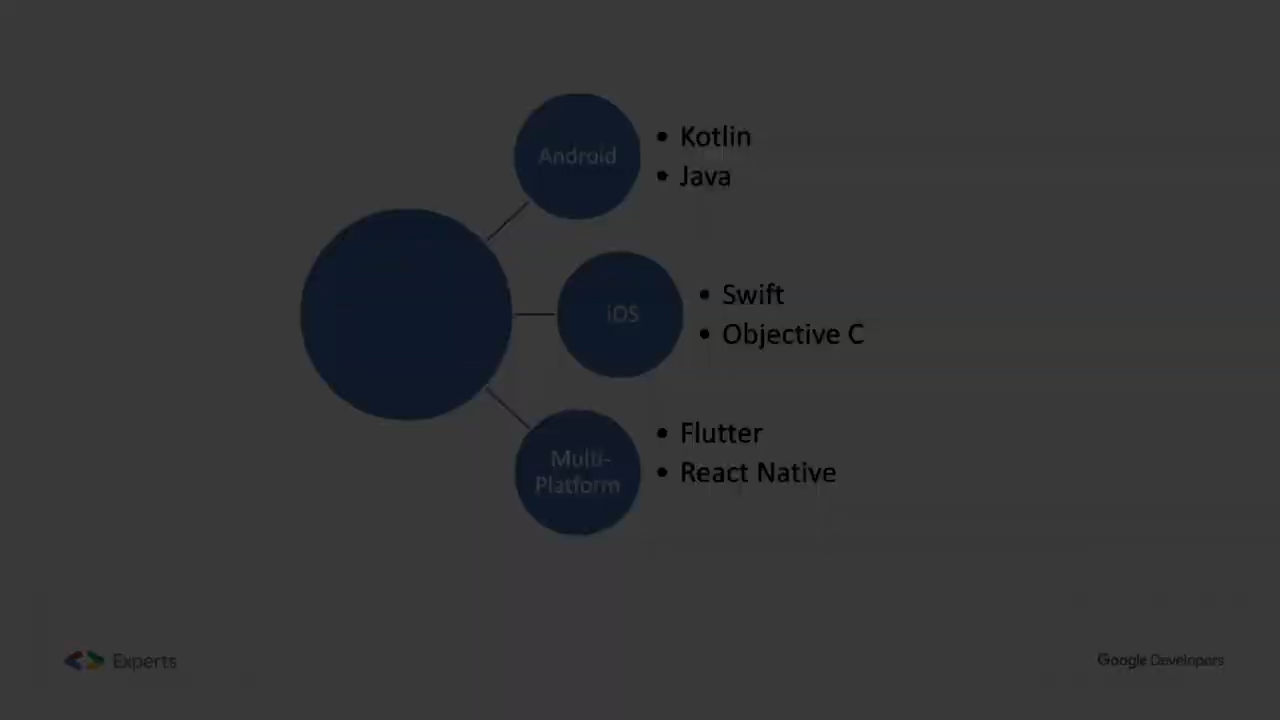 Android
• Kotlin
• Java
iOS
• Swift
• Objective C
Multi-
Platform
• Flutter
• React Native
Experts
Google Developers